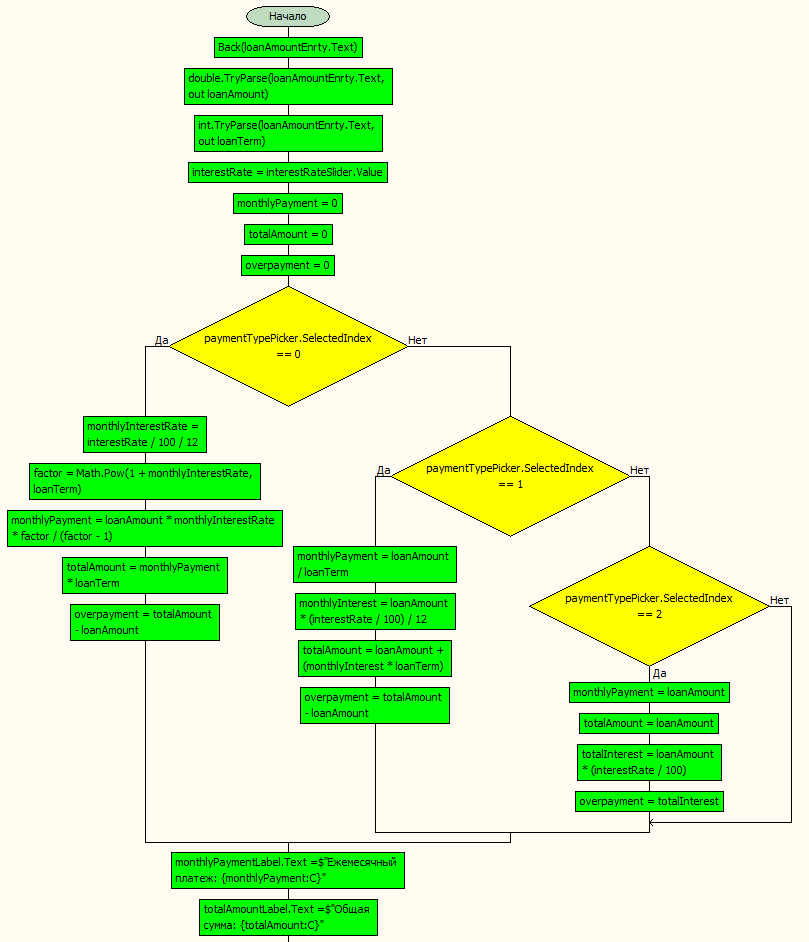 Начало
Back(loanAmountEnrty.Text)
double.TryParse(loanAmountEnrty.Text,
out loanAmount)
int.TryParse(loanAmountEnrty.Text,
out loanTerm)
interestRate = interestRateSlider.Value
monthlyPayment = 0
totalAmount = 0
overpayment = 0
paymentTypePicker.SelectedIndex
== 0
Да
Нет
monthlyInterestRate =
interestRate / 100 / 12
factor = Math.Pow(1 + monthlyInterestRate,
loanTerm)
monthlyPayment = loanAmount * monthlyInterestRate
* factor / (factor - 1)
totalAmount = monthlyPayment
* loanTerm
overpayment = totalAmount
- loanAmount
paymentTypePicker.SelectedIndex
== 1
Да
Нет
monthlyPayment = loanAmount
/ loanTerm
monthlyInterest = loanAmount
* (interestRate / 100) / 12
totalAmount = loanAmount +
(monthlyInterest * loanTerm)
overpayment = totalAmount
- loanAmount
paymentTypePicker.SelectedIndex
== 2
Нет
Да
monthlyPayment = loanAmount
totalAmount = loanAmount
totalInterest = loanAmount
* (interestRate / 100)
overpayment = totalInterest
monthlyPaymentLabel.Text =$"Ежемесячный
платеж: {monthlyPayment:C}"
totalAmountLabel.Text =$"Общая
сумма: {totalAmount:C}"